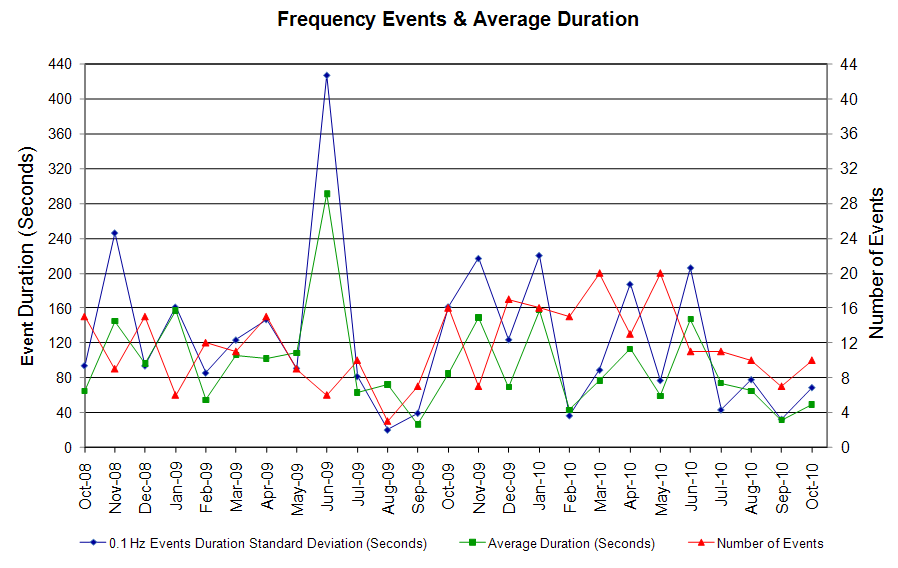 Frequency Events & Average Duration
Event Duration (Seconds)
440
400
360
320
280
240
200
160
120
80
40
0
44
40
36
32
28
24
20
16
12
8
4
0
Number of Events
Oct-08
Nov-08
Dec-08
Jan-09
Feb-09
Mar-09
Apr-09
May-09
Jun-09
Jul-09
Aug-09
Sep-09
Oct-09
Nov-09
Dec-09
Jan-10
Feb-10
Mar-10
Apr-10
May-10
Jun-10
Jul-10
Aug-10
Sep-10
Oct-10
0.1 Hz Events Duration Standard Deviation (Seconds)
Average Duration (Seconds)
Number of Events